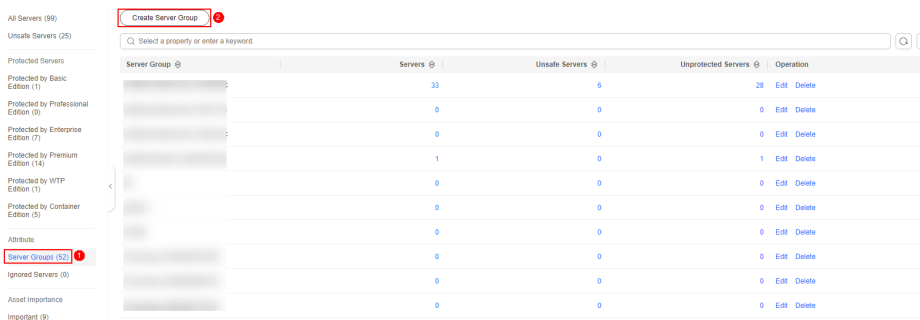 All Servers (99)
Unsafe Servers (25)
Protected Servers
Protected by Basic
Edition (1)
Protected by Professional
Edition (0)
Protected by Enterprise
Edition (7)
Protected by Premium
Edition (14)
Protected by WTP
Edition (1)
Protected by Container
Edition (5)
Attribute
Server Groups (52) 1
Ignored Servers (0)
Asset Importance
Important (9)
Create Server Group 2
Select a property or enter a keyword.
Server Group Servers Unsafe Servers Unprotected Servers Operation
33 6 28 Edit Delete
0 0 0 Edit Delete
0 0 0 Edit Delete
1 0 1 Edit Delete
0 0 0 Edit Delete
0 0 0 Edit Delete
0 0 0 Edit Delete
0 0 0 Edit Delete
0 0 0 Edit Delete
0 0 0 Edit Delete